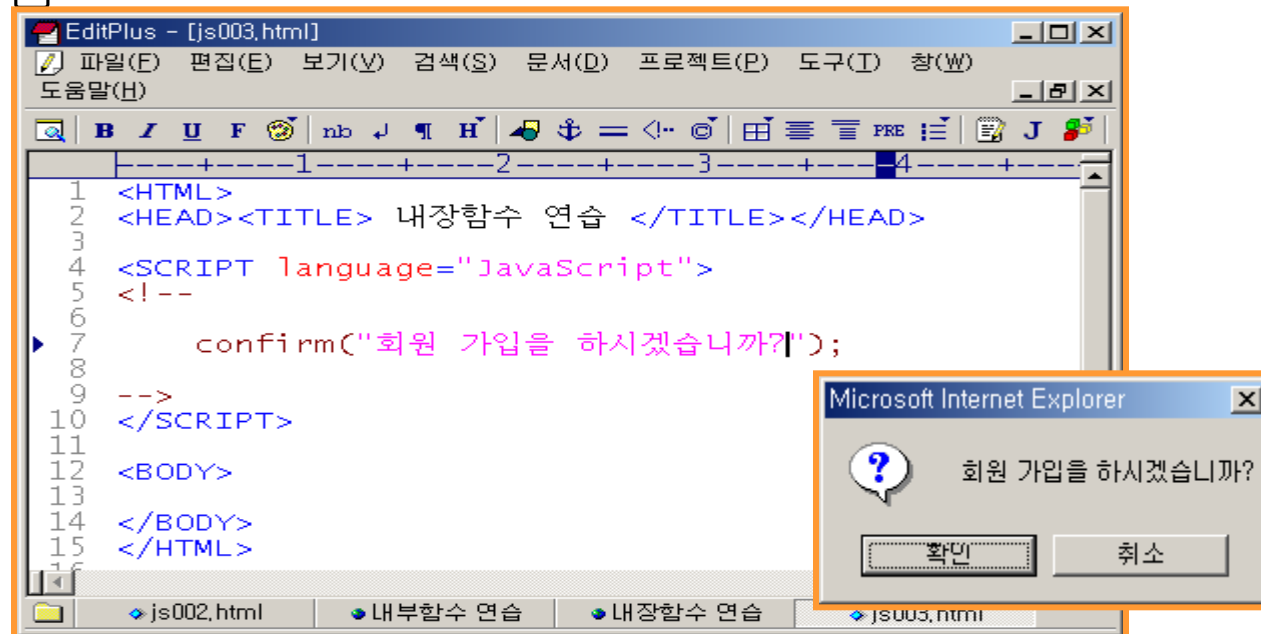 EditPlus - [js003.html]
파일(F) 편집(E) 보기(V) 검색(S) 문서(D) 프로젝트(P) 도구(T) 창(W)
도움말(H)
B I U F nb H PRE J
----+----1----+----2----+----3----+----4----+----
1 <HTML>
2 <HEAD><TITLE> 내장함수 연습 </TITLE></HEAD>
3
4 <SCRIPT language="JavaScript">
5 <!--
6
7 confirm("회원 가입을 하시겠습니까?");
8
9 -->
10 </SCRIPT>
11
12 <BODY>
13
14 </BODY>
15 </HTML>
16
Microsoft Internet Explorer
회원 가입을 하시겠습니까?
확인 취소
js002.html 내부함수 연습 내장함수 연습 js003.html